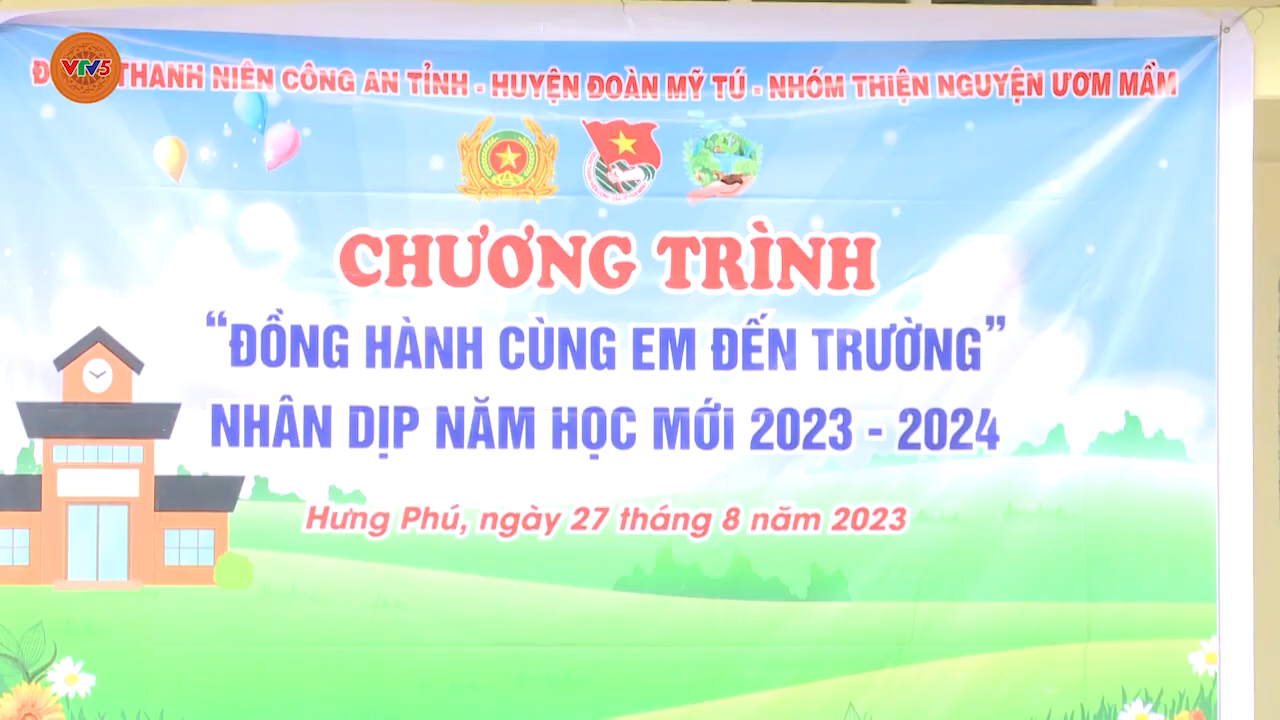 VTV5
THANH NIÊN CÔNG AN TỈNH - HUYỆN ĐOÀN MỸ TÚ - NHÓM THIỆN NGUYỆN ƯƠM MẦM
CHƯƠNG TRÌNH
“ĐỒNG HÀNH CÙNG EM ĐẾN TRƯỜNG”
NHÂN DỊP NĂM HỌC MỚI 2023 - 2024
Hưng Phú, ngày 27 tháng 8 năm 2023